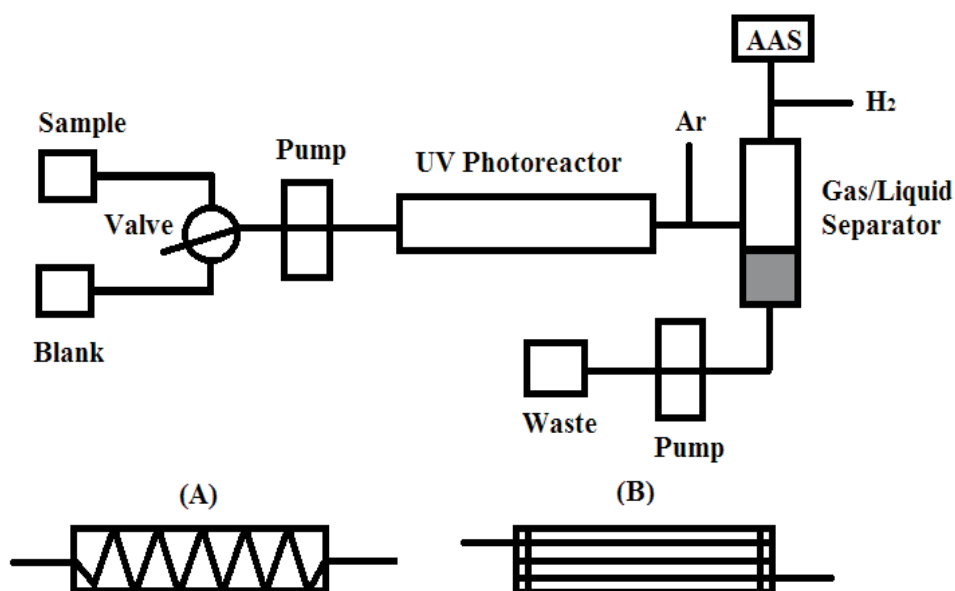 AAS
H₂
Ar
Sample
Pump
UV Photoreactor
Gas/Liquid
Separator
Valve
Blank
Waste
Pump
(A)
(B)